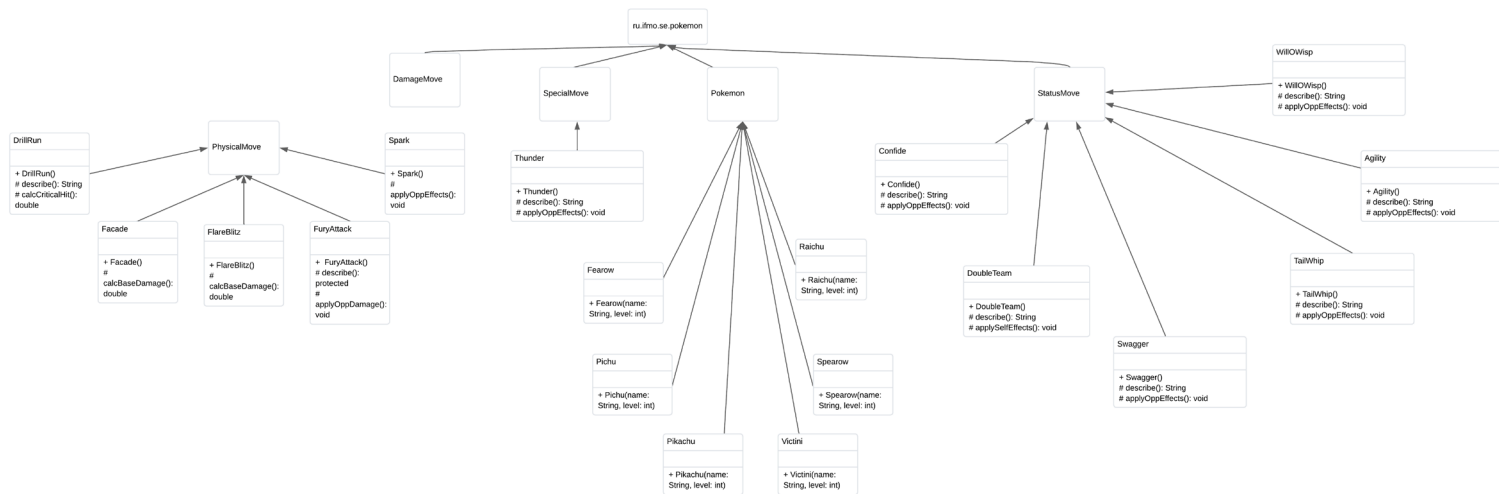 ru.ifmo.se.pokemon
DamageMove
SpecialMove
Pokemon
StatusMove
WillOWisp
+ WillOWisp()
# describe(): String
# applyOppEffects(): void
DrillRun
+ DrillRun()
# describe(): String
# calcCriticalHit():
double
PhysicalMove
Spark
+ Spark()
#
applyOppEffects():
void
Thunder
+ Thunder()
# describe(): String
# applyOppEffects(): void
Confide
+ Confide()
# describe(): String
# applyOppEffects(): void
Agility
+ Agility()
# describe(): String
# applyOppEffects(): void
Facade
+ Facade()
#
calcBaseDamage():
double
FlareBlitz
+ FlareBlitz()
#
calcBaseDamage():
double
FuryAttack
+ FuryAttack()
# describe():
protected
#
applyOppDamage():
void
Fearow
+ Fearow(name:
String, level: int)
Raichu
+ Raichu(name:
String, level: int)
DoubleTeam
+ DoubleTeam()
# describe(): String
# applySelfEffects(): void
TailWhip
+ TailWhip()
# describe(): String
# applyOppEffects(): void
Pichu
+ Pichu(name:
String, level: int)
Spearow
+ Spearow(name:
String, level: int)
Swagger
+ Swagger()
# describe(): String
# applyOppEffects(): void
Pikachu
+ Pikachu(name:
String, level: int)
Victini
+ Victini(name:
String, level: int)